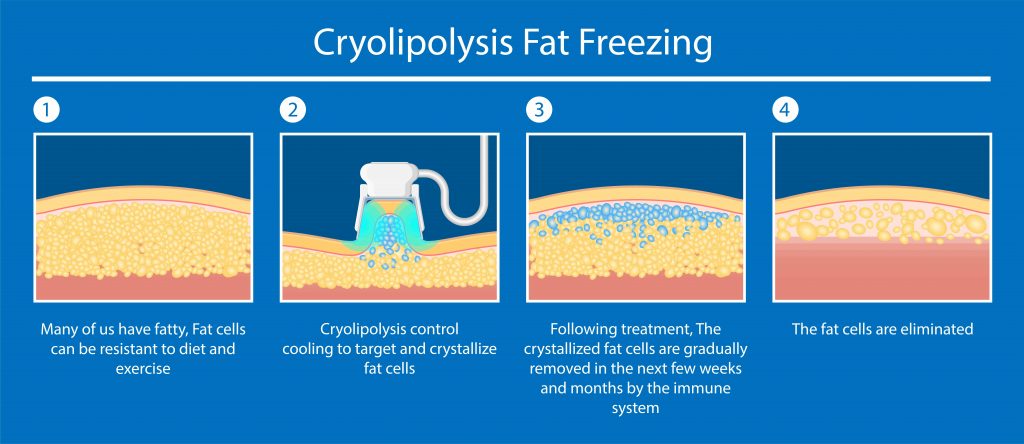 Cryolipolysis Fat Freezing
1
Many of us have fatty, Fat cells
can be resistant to diet and
exercise
2
Cryolipolysis control
cooling to target and crystallize
fat cells
3
Following treatment, The
crystallized fat cells are gradually
removed in the next few weeks
and months by the immune
system
4
The fat cells are eliminated